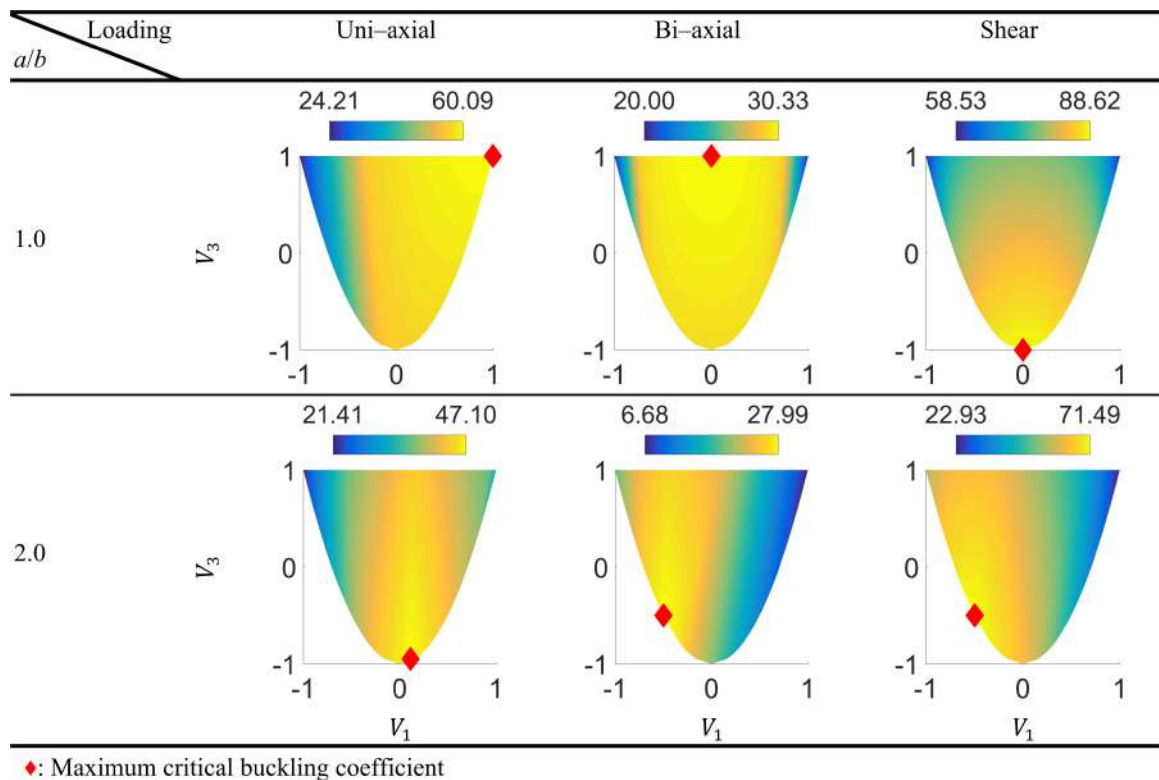 Loading Uni–axial Bi–axial Shear
a/b
24.21 60.09 20.00 30.33 58.53 88.62
1 1 1
1.0 V3 0 0 0
-1 -1 -1
-1 0 1 -1 0 1 -1 0 1
21.41 47.10 6.68 27.99 22.93 71.49
1 1 1
2.0 V3 0 0 0
-1 -1 -1
-1 0 1 -1 0 1 -1 0 1
V1 V1 V1
♦: Maximum critical buckling coefficient